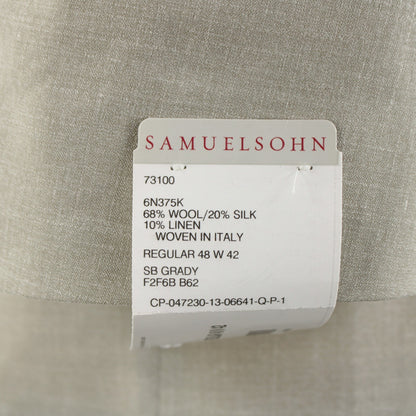 SAMUELSOHN
73100
6N375K
68% WOOL/20% SILK
10% LINEN
WOVEN IN ITALY
REGULAR 48 W 42
SB GRADY
F2F6B B62
CP-047230-13-06641-Q-P-1